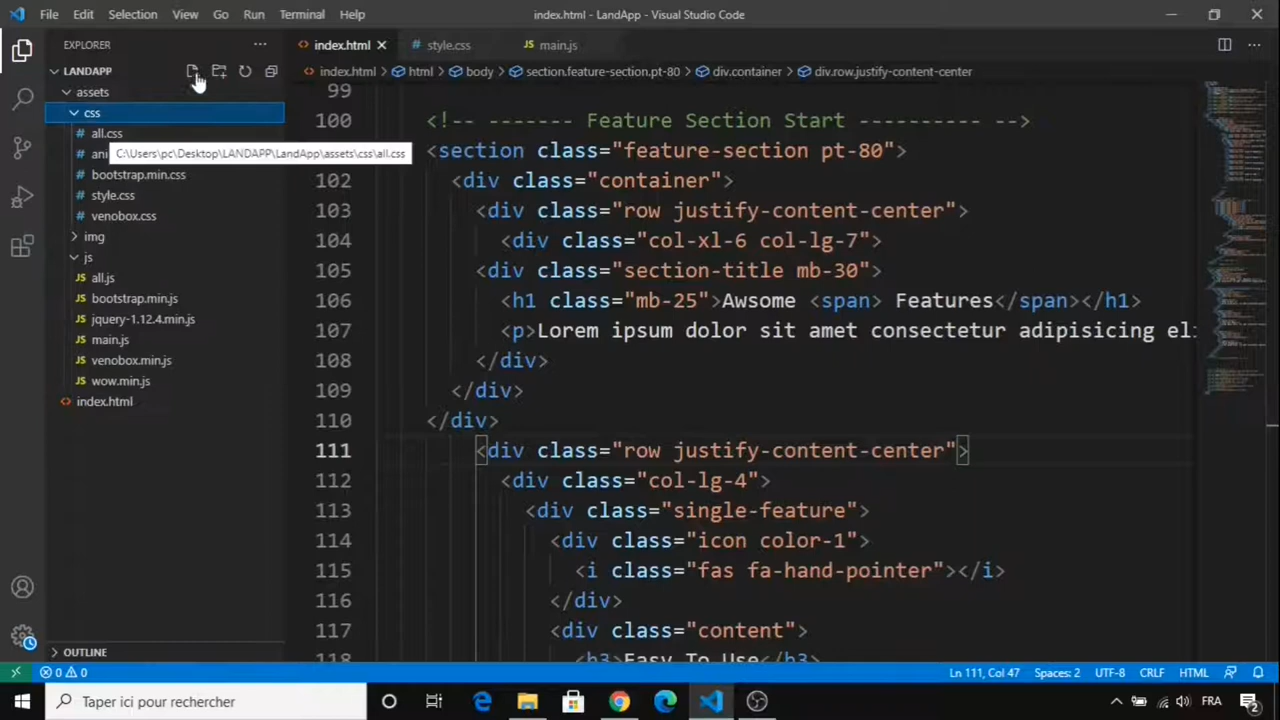 File Edit Selection View Go Run Terminal Help index.html - LandApp - Visual Studio Code
EXPLORER
LANDAPP
assets
css
all.css
ani
C:\Users\pc\Desktop\LANDAPP\LandApp\assets\css\all.css
bootstrap.min.css
style.css
venobox.css
img
js
all.js
bootstrap.min.js
jquery-1.12.4.min.js
main.js
venobox.min.js
wow.min.js
index.html
OUTLINE
index.html style.css main.js
index.html > html > body > section.feature-section.pt-80 > div.container > div.row.justify-content-center
99
100 <!-- ------- Feature Section Start ---------- -->
101 <section class="feature-section pt-80">
102 <div class="container">
103 <div class="row justify-content-center">
104 <div class="col-xl-6 col-lg-7">
105 <div class="section-title mb-30">
106 <h1 class="mb-25">Awsome <span> Features</span></h1>
107 <p>Lorem ipsum dolor sit amet consectetur adipisicing eli
108 </div>
109 </div>
110 </div>
111 <div class="row justify-content-center">
112 <div class="col-lg-4">
113 <div class="single-feature">
114 <div class="icon color-1">
115 <i class="fas fa-hand-pointer"></i>
116 </div>
117 <div class="content">
118 <h3>Easy To Use</h3>
0 0 Ln 111, Col 47 Spaces: 2 UTF-8 CRLF HTML
Taper ici pour rechercher FRA 2